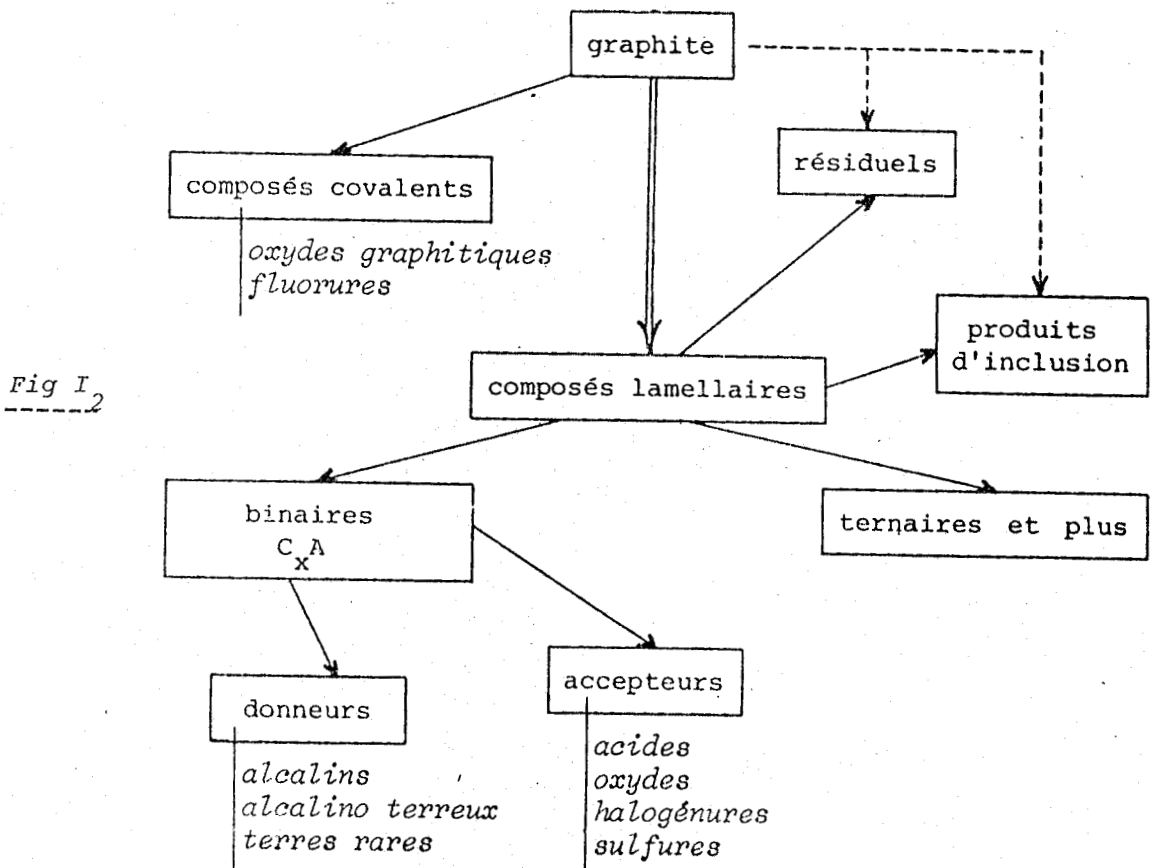 graphite
résiduels
composés covalents
oxydes graphitiques
fluorures
produits
d'inclusion
composés lamellaires
Fig I2
binaires
CxA
ternaires et plus
donneurs
alcalins
alcalino terreux
terres rares
accepteurs
acides
oxydes
halogénures
sulfures